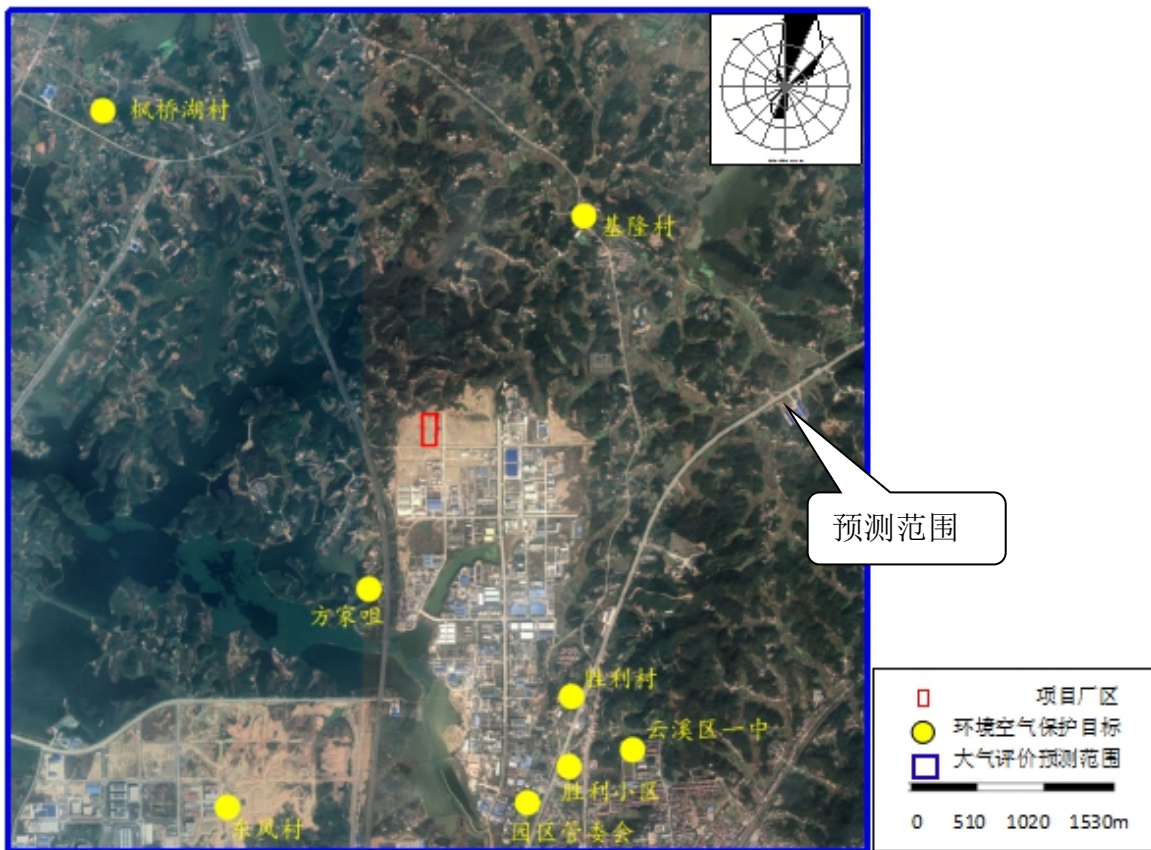 枫桥湖村
基隆村
预测范围
方家咀
胜利村
云溪区一中
胜利小区
园区管委会
东风村
项目厂区
环境空气保护目标
大气评价预测范围
0 510 1020 1530m